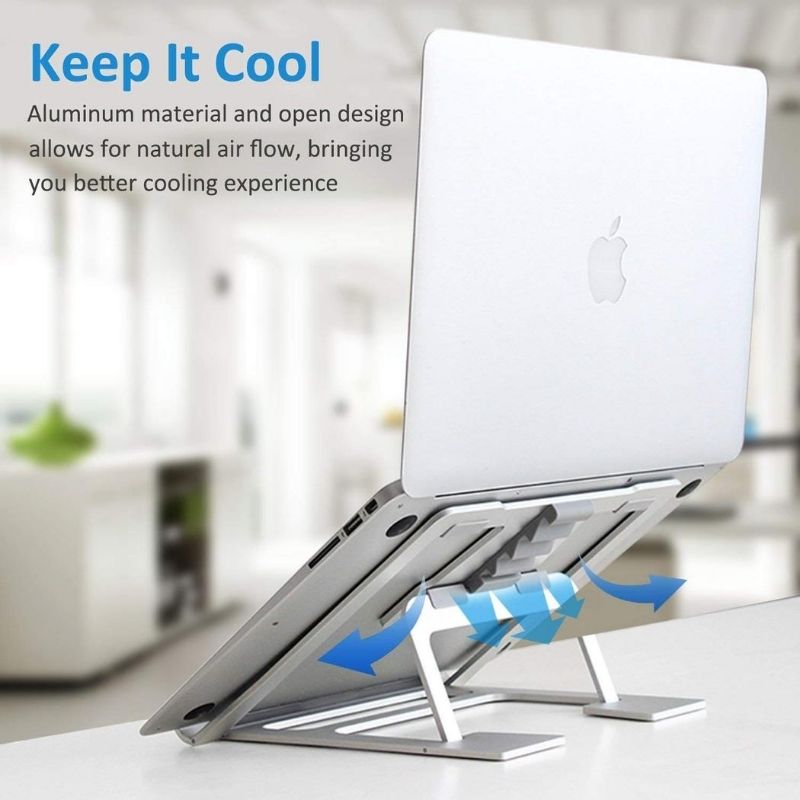 Keep It Cool
Aluminum material and open design
allows for natural air flow, bringing
you better cooling experience